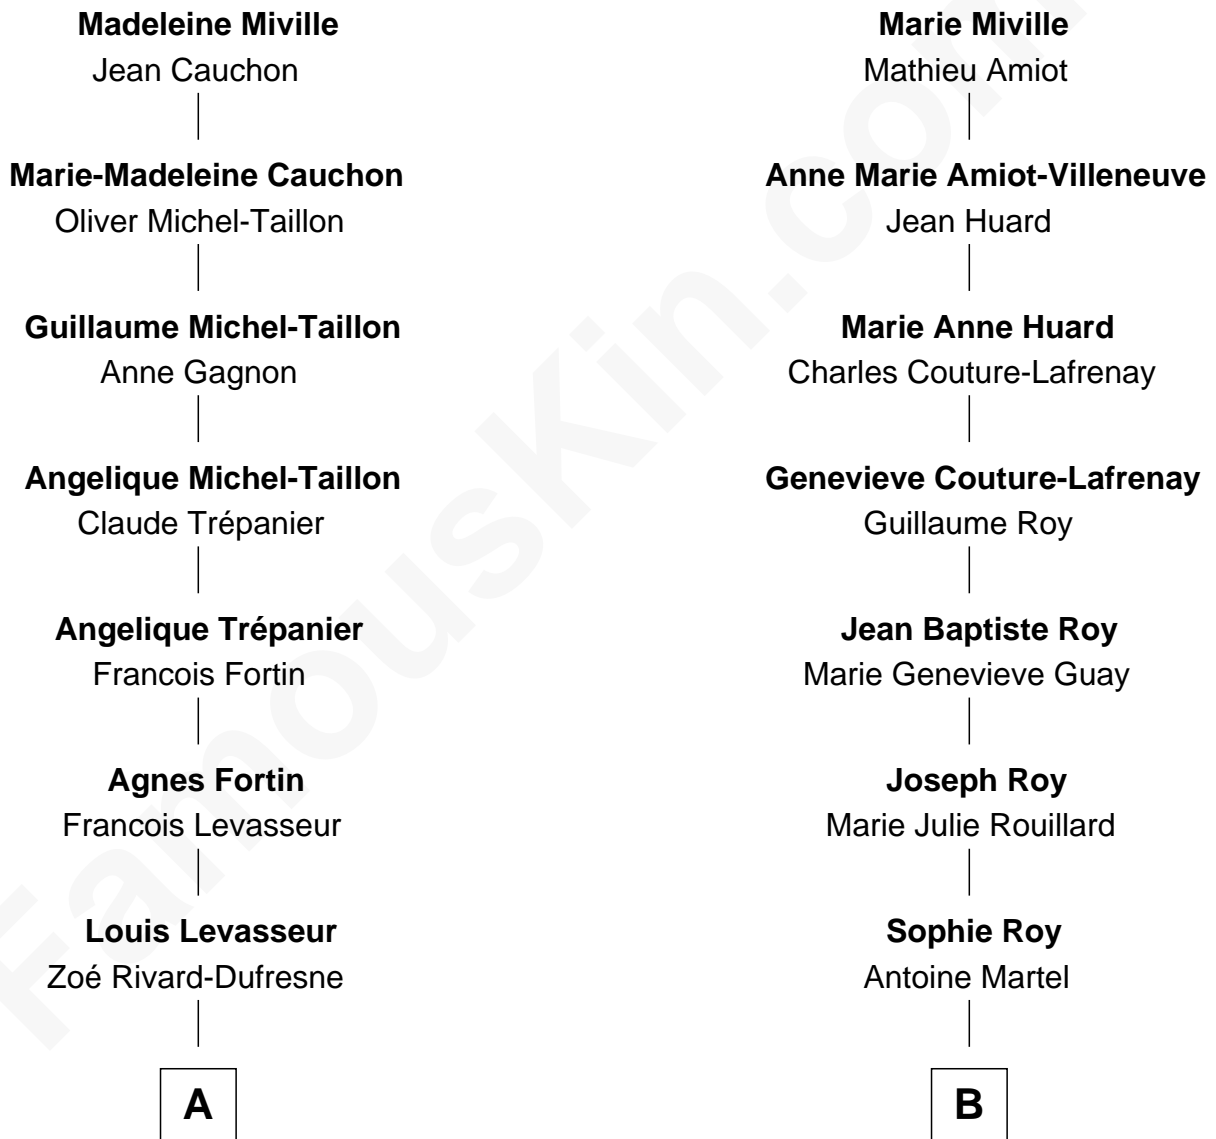 Madeleine Miville
Jean Cauchon
Marie-Madeleine Cauchon
Oliver Michel-Taillon
Guillaume Michel-Taillon
Anne Gagnon
Angelique Michel-Taillon
Claude Trépanier
Angelique Trépanier
Francois Fortin
Agnes Fortin
Francois Levasseur
Louis Levasseur
Zoé Rivard-Dufresne
A
Marie Miville
Mathieu Amiot
Anne Marie Amiot-Villeneuve
Jean Huard
Marie Anne Huard
Charles Couture-Lafrenay
Genevieve Couture-Lafrenay
Guillaume Roy
Jean Baptiste Roy
Marie Genevieve Guay
Joseph Roy
Marie Julie Rouillard
Sophie Roy
Antoine Martel
B
FamousKin.com